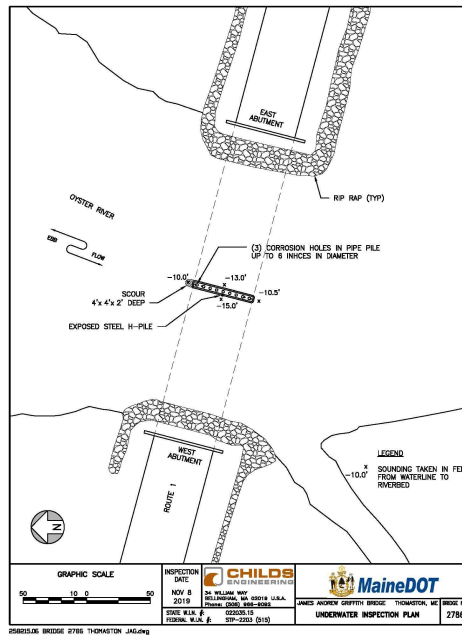 EAST
ABUTMENT
RIP RAP (TYP)
OYSTER RIVER
EBB
FLOW
(3) CORROSION HOLES IN PIPE PILE
UP TO 6 INHCES IN DIAMETER
-10.0'
-13.0'
-10.5'
-15.0'
SCOUR
4'x 4'x 2' DEEP
EXPOSED STEEL H-PILE
WEST
ABUTMENT
ROUTE 1
LEGEND
-10.0'
SOUNDING TAKEN IN FE
FROM WATERLINE TO
RIVERBED
N
GRAPHIC SCALE
50 10 0 50
INSPECTION
DATE
NOV 8
2019
CHILDS
ENGINEERING
34 WILLIAM WAY
BELLINGHAM, MA 02019 U.S.A.
Phone: (508) 966-9092
STATE W.I.N. #: 022035.15
FEDERAL W.I.N. #: STP-2203 (515)
MaineDOT
JAMES ANDREW GRIFFITH BRIDGE THOMASTON, ME
UNDERWATER INSPECTION PLAN
BRIDGE
2786
258215.06 BRIDGE 2786 THOMASTON JAG.dwg